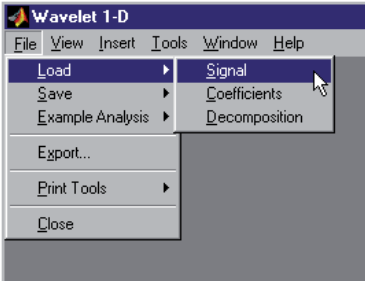 Wavelet 1-D
File View Insert Tools Window Help
Load Signal
Save Coefficients
Example Analysis Decomposition
Export...
Print Tools
Close